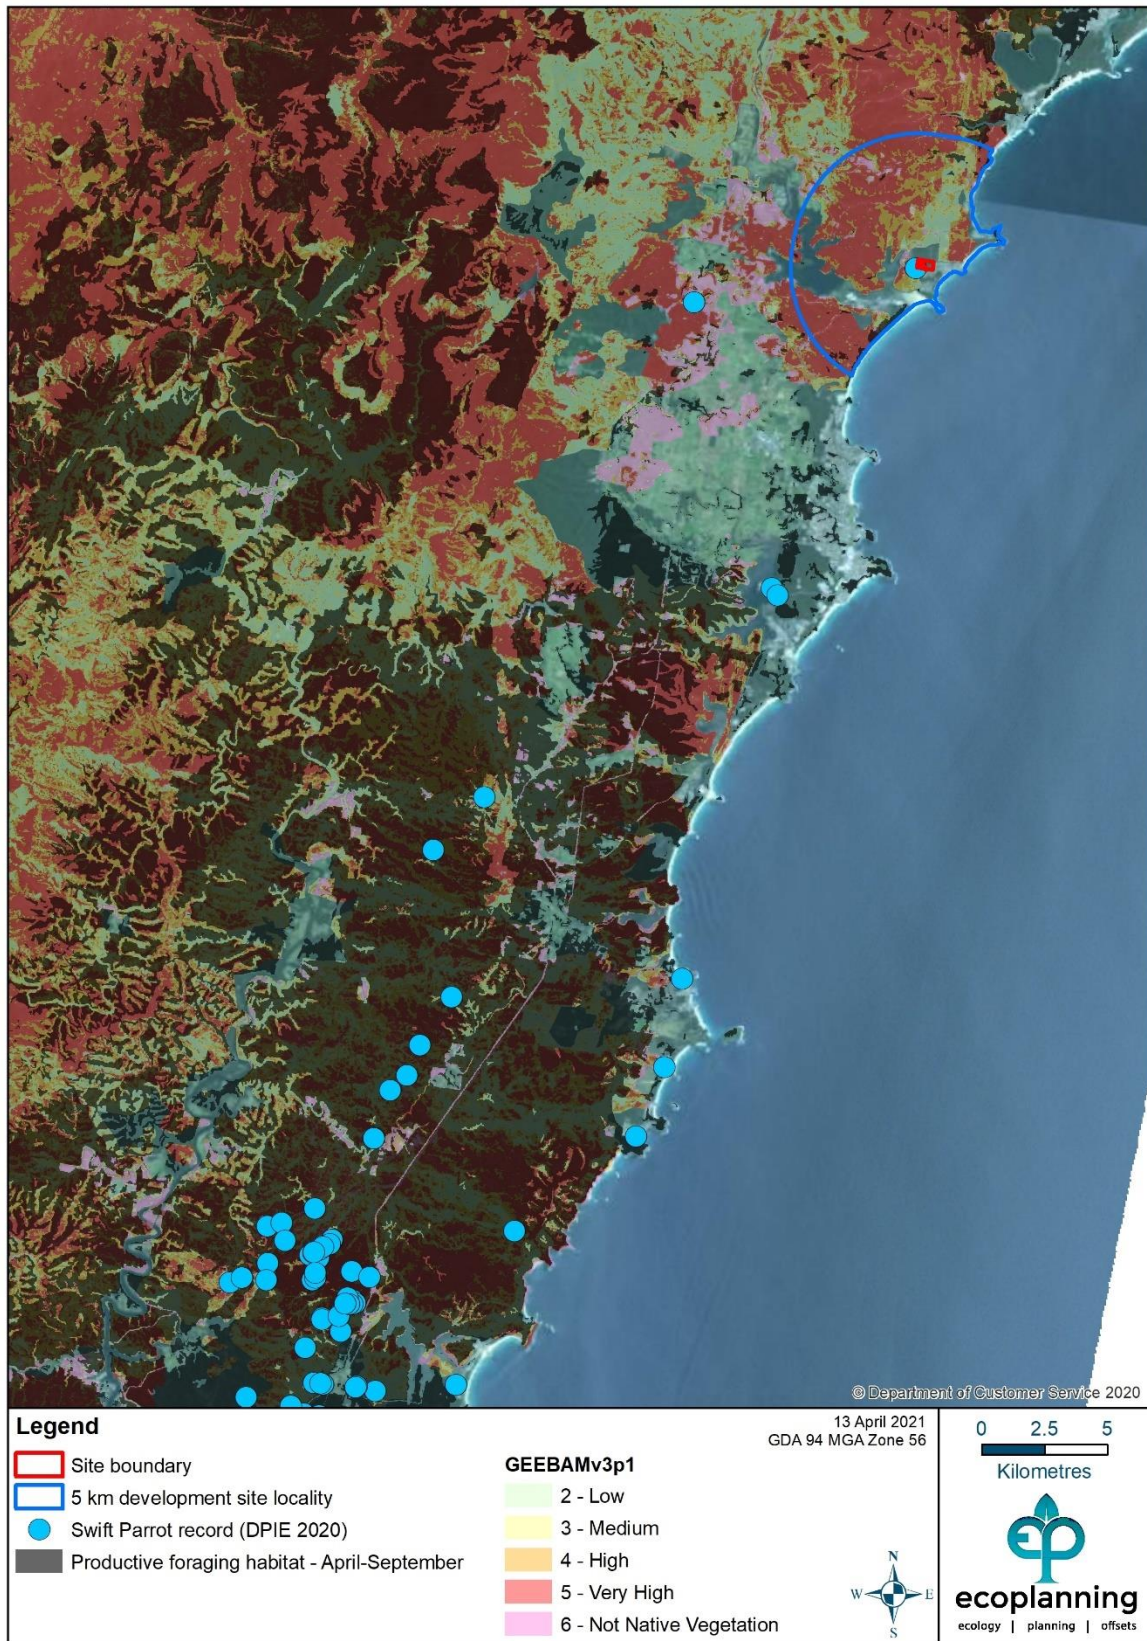 © Department of Customer Service 2020
Legend
Site boundary
5 km development site locality
Swift Parrot record (DPIE 2020)
Productive foraging habitat - April-September
13 April 2021
GDA 94 MGA Zone 56
GEEBAMv3p1
2 - Low
3 - Medium
4 - High
5 - Very High
6 - Not Native Vegetation
N
W E
S
0 2.5 5
Kilometres
ep
ecoplanning
ecology | planning | offsets